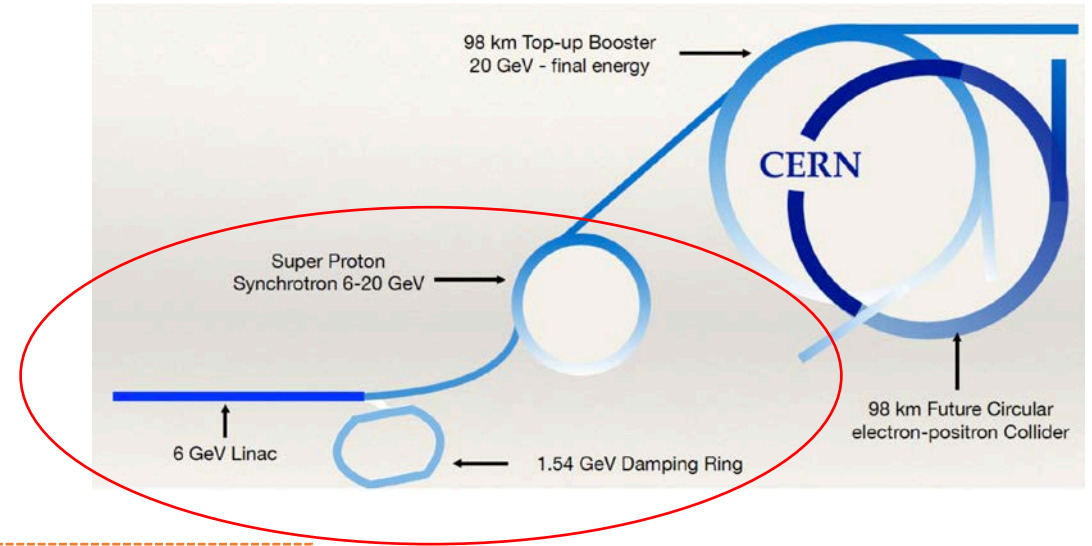 98 km Top-up Booster
20 GeV - final energy
CERN
Super Proton
Synchrotron 6-20 GeV
6 GeV Linac
1.54 GeV Damping Ring
98 km Future Circular
electron-positron Collider